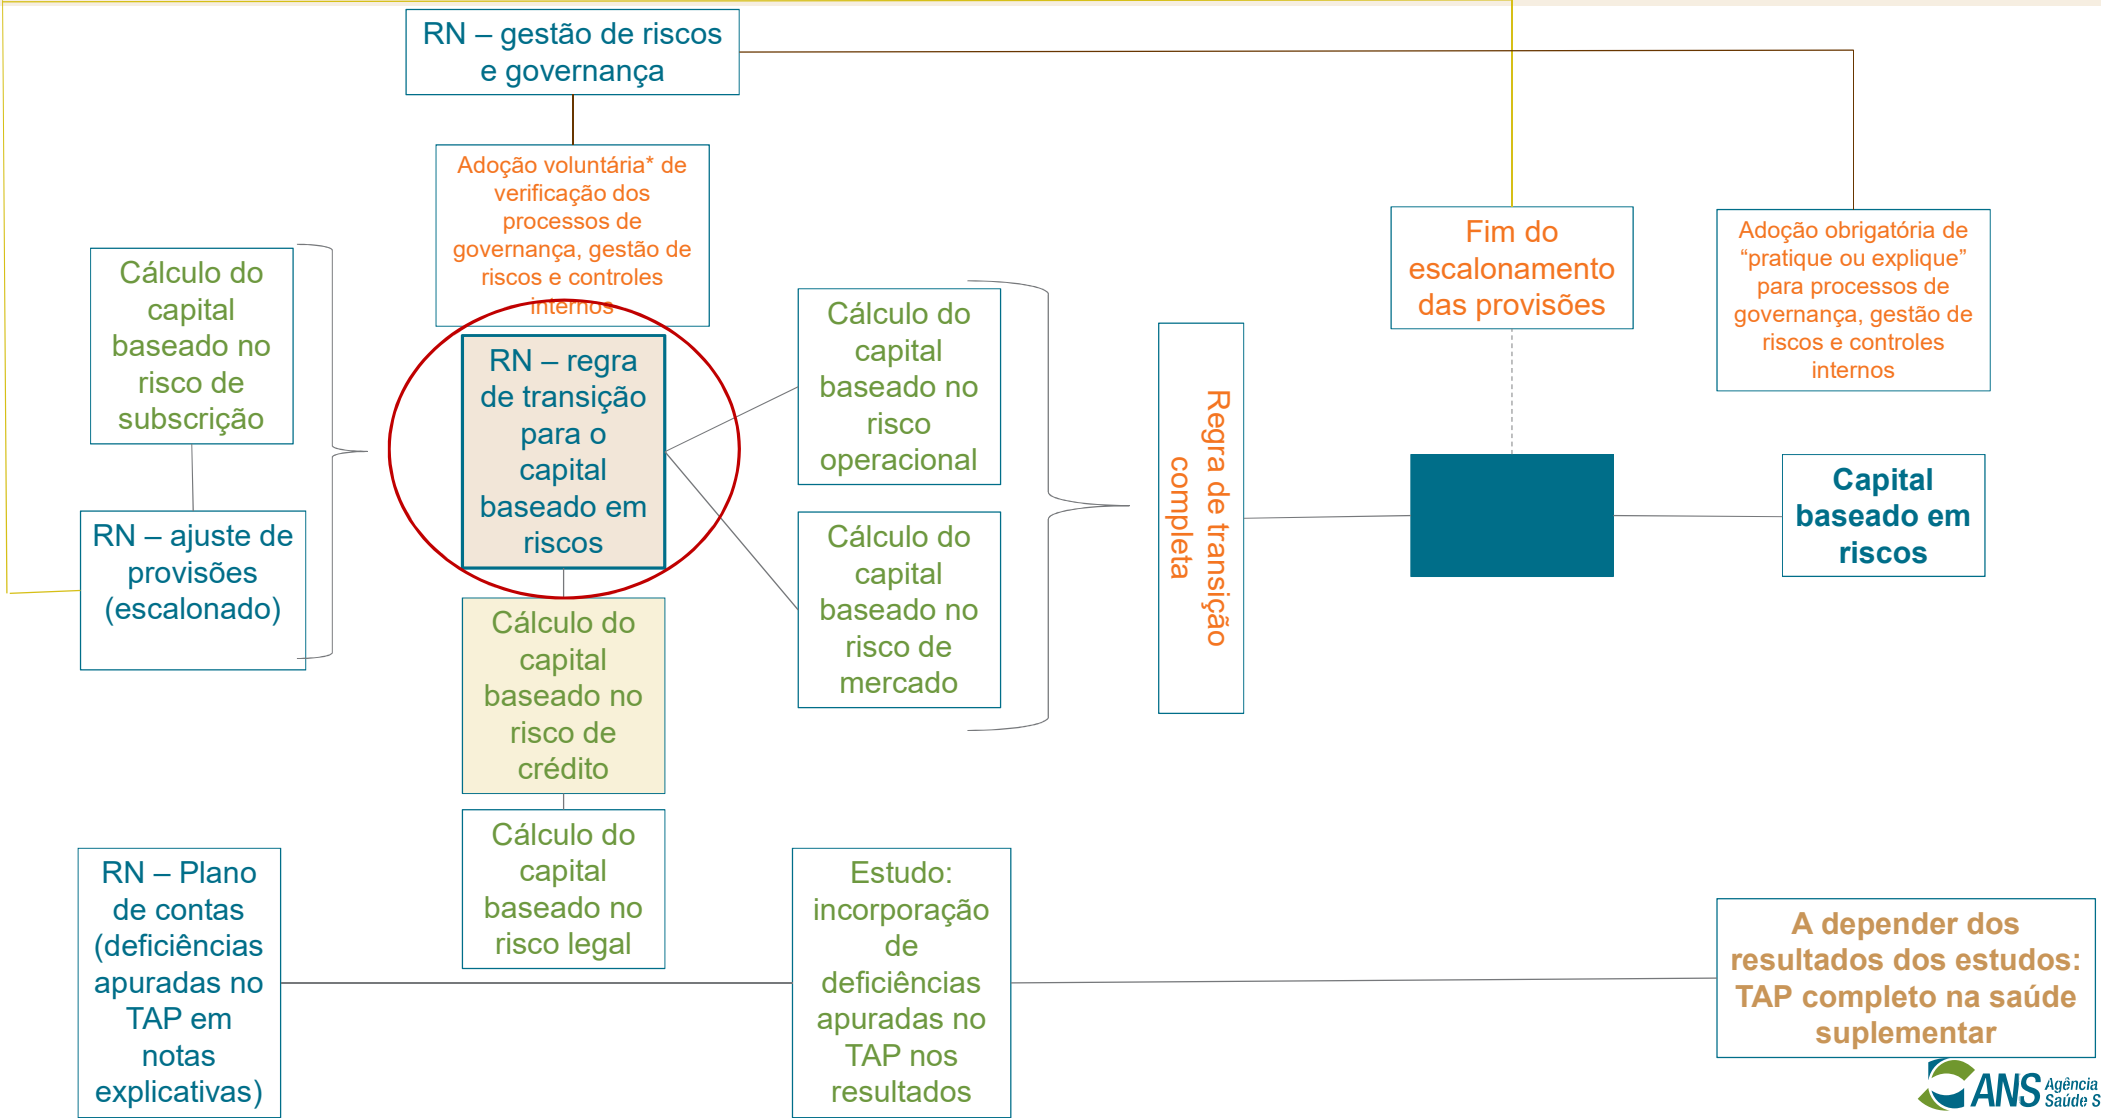 RN – gestão de riscos
e governança
Adoção voluntária* de
verificação dos
processos de
governança, gestão de
riscos e controles
internos
Cálculo do
capital
baseado no
risco de
subscrição
RN – ajuste de
provisões
(escalonado)
RN – regra
de transição
para o
capital
baseado em
riscos
Cálculo do
capital
baseado no
risco de
crédito
Cálculo do
capital
baseado no
risco legal
Cálculo do
capital
baseado no
risco
operacional
Cálculo do
capital
baseado no
risco de
mercado
Regra de transição
completa
Fim do
escalonamento
das provisões
Adoção obrigatória de
“pratique ou explique”
para processos de
governança, gestão de
riscos e controles
internos
Capital
baseado em
riscos
RN – Plano
de contas
(deficiências
apuradas no
TAP em
notas
explicativas)
Estudo:
incorporação
de
deficiências
apuradas no
TAP nos
resultados
A depender dos
resultados dos estudos:
TAP completo na saúde
suplementar
ANS Agência
Saúde S